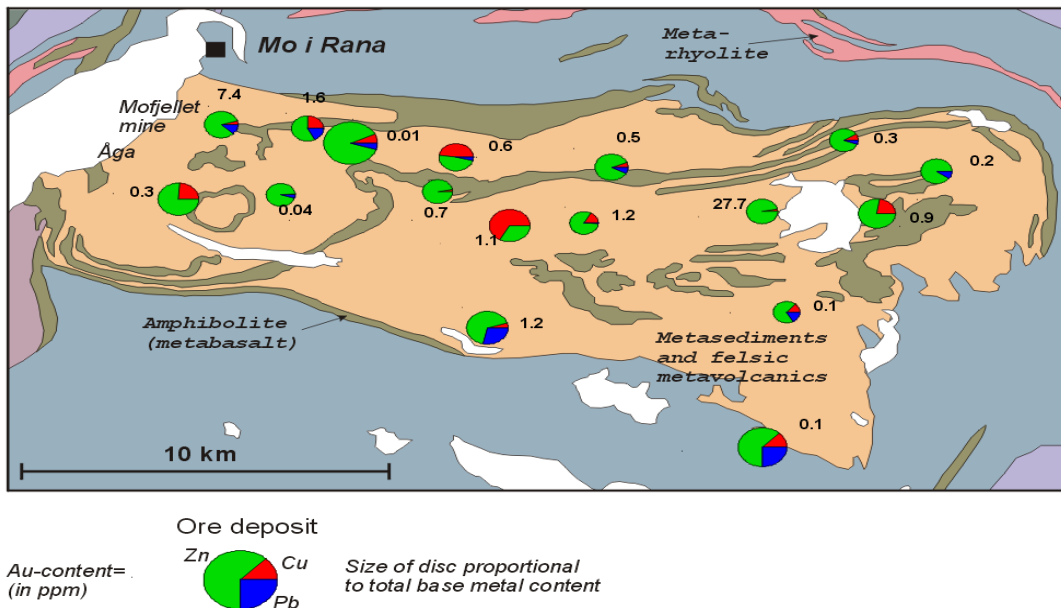 Mo i Rana
Meta-
rhyolite
Mofjellet
mine
7.4
1.6
0.01
Åga
0.6
0.5
0.3
0.2
0.3
0.04
0.7
1.1
1.2
27.7
0.9
Amphibolite
(metabasalt)
1.2
0.1
Metasediments
and felsic
metavolcanics
0.1
10 km
Ore deposit
Zn
Cu
Pb
Au-content=
(in ppm)
Size of disc proportional
to total base metal content